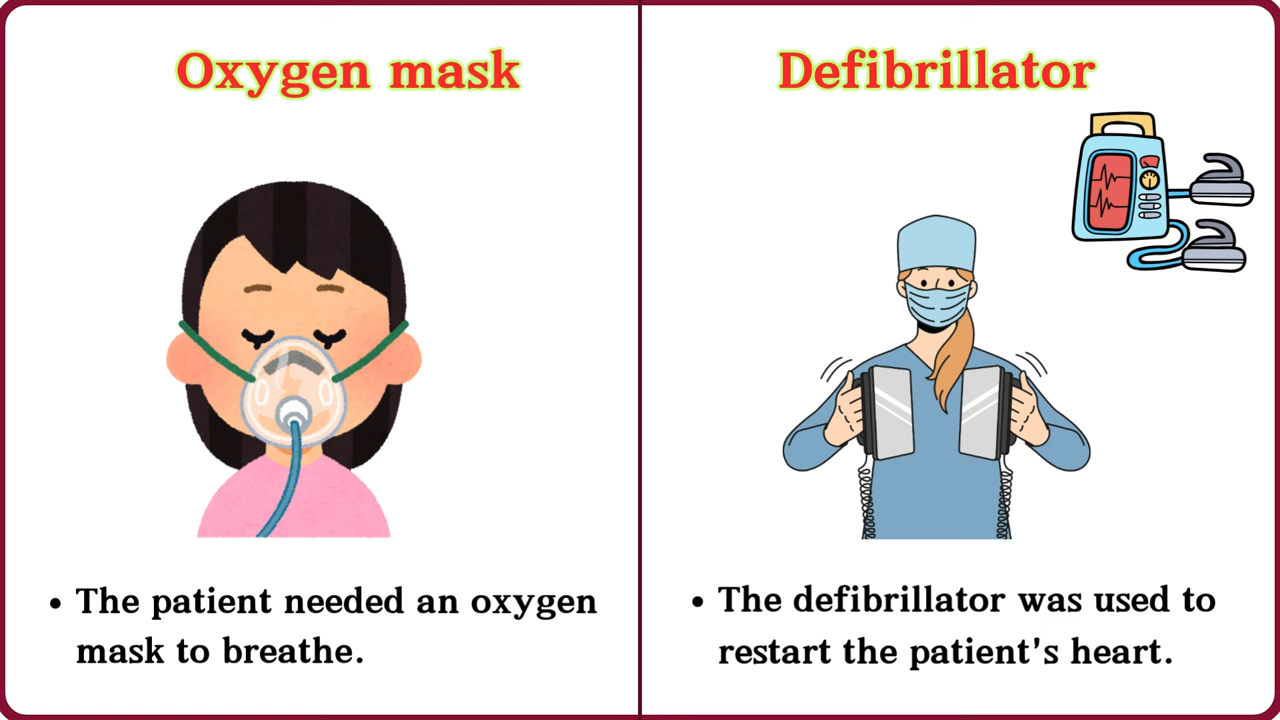 Oxygen mask
• The patient needed an oxygen
mask to breathe.
Defibrillator
• The defibrillator was used to
restart the patient's heart.